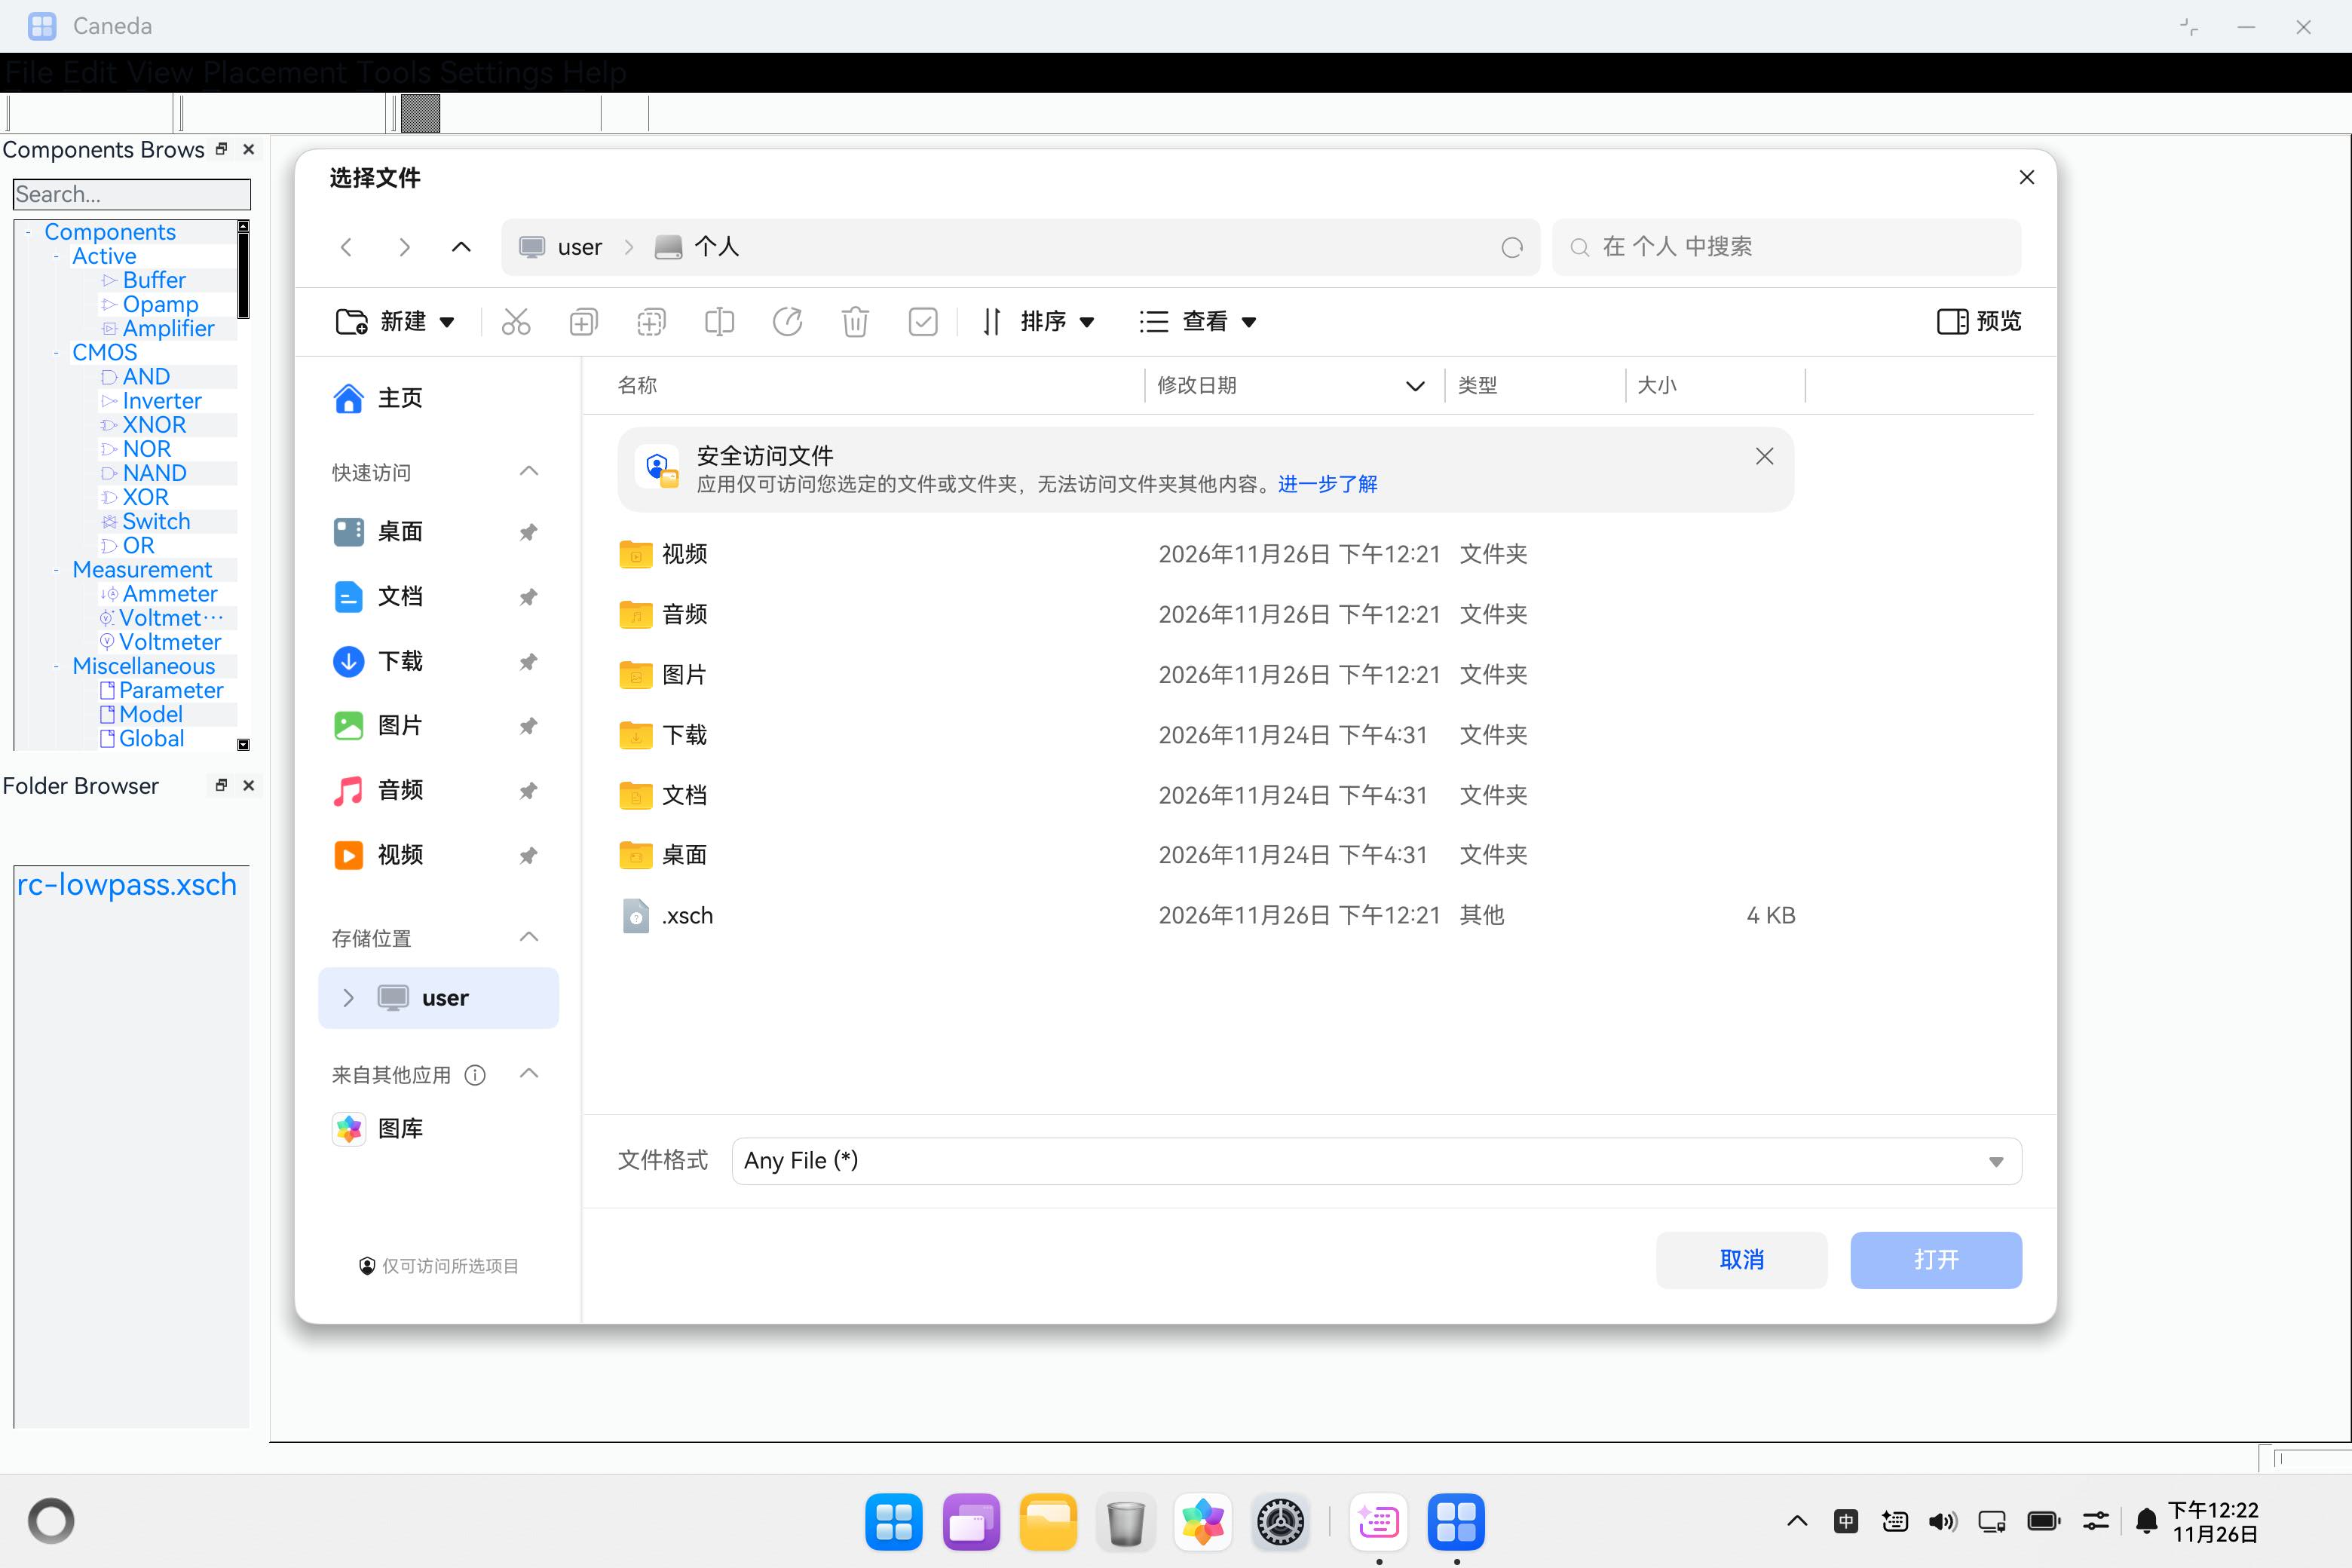 Caneda
File Edit View Placement Tools Settings Help
Components Brows
Search...
Components
Active
Buffer
Opamp
Amplifier
CMOS
AND
Inverter
XNOR
NOR
NAND
XOR
Switch
OR
Measurement
Ammeter
Voltmet···
Voltmeter
Miscellaneous
Parameter
Model
Global
Folder Browser
rc-lowpass.xsch
选择文件
user
个人
在 个人 中搜索
新建
排序
查看
预览
主页
快速访问
桌面
文档
下载
图片
音频
视频
存储位置
user
来自其他应用
图库
仅可访问所选项目
名称 修改日期 类型 大小
安全访问文件
应用仅可访问您选定的文件或文件夹，无法访问文件夹其他内容。进一步了解
视频 2026年11月26日 下午12:21 文件夹
音频 2026年11月26日 下午12:21 文件夹
图片 2026年11月26日 下午12:21 文件夹
下载 2026年11月24日 下午4:31 文件夹
文档 2026年11月24日 下午4:31 文件夹
桌面 2026年11月24日 下午4:31 文件夹
.xsch 2026年11月26日 下午12:21 其他 4 KB
文件格式 Any File (*)
取消 打开
中
下午12:22
11月26日